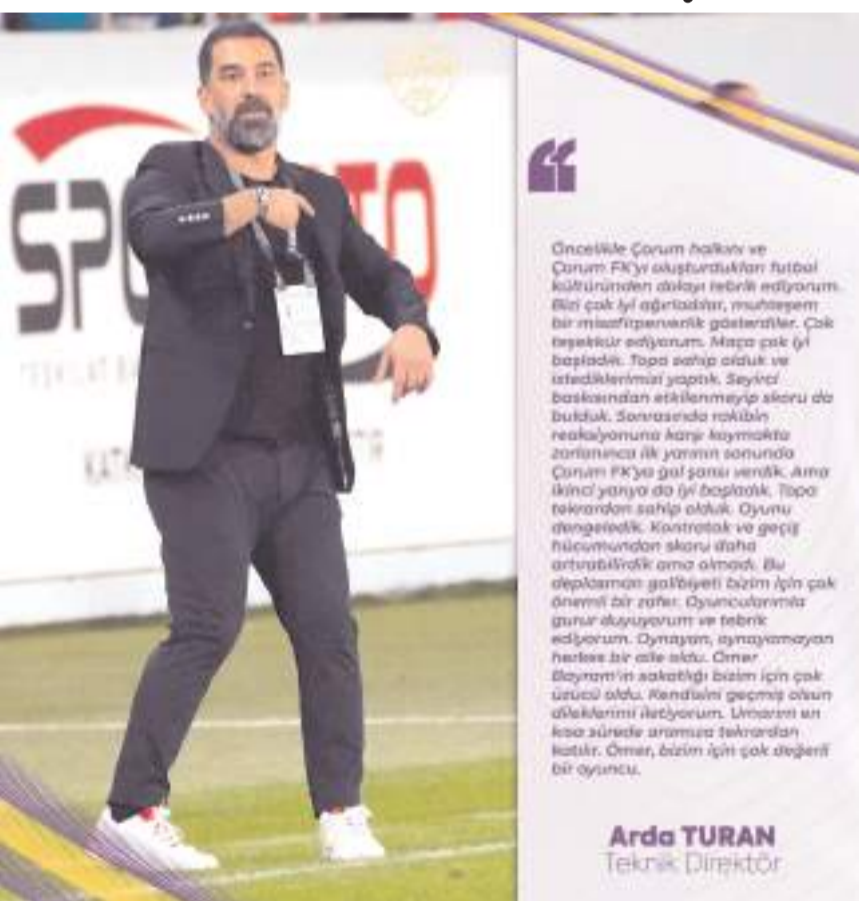 SPO TO
Öncelikle Çorum halkını ve
Çorum FK'yı oluşturdukları futbol
kültüründen dolayı tebrik ediyorum.
Bizi çok iyi ağırladılar, muhteşem
bir misafirperverlik gösterdiler. Çok
teşekkür ediyorum. Maça çok iyi
başladık. Topa sahip olduk ve
istediklerimizi yaptık. Seyirci
baskısından etkilenmeyip skoru da
bulduk. Sonrasında rakibin
reaksiyonuna karşı koymakta
zorlanınca ilk yarının sonunda
Çorum FK'ya gol şansı verdik. Ama
ikinci yarıya da iyi başladık. Topa
tekrardan sahip olduk. Oyunu
dengeledik. Kontratak ve geçiş
hücumundan skoru daha
artırabilirdik ama olmadı. Bu
deplasman galibiyeti bizim için çok
önemli bir zafer. Oyuncularımla
gurur duyuyorum ve tebrik
ediyorum. Oynayan, oynayamayan
herkes bir aile oldu. Ömer
Bayram'ın sakatlığı bizim için çok
üzücü oldu. Kendisini geçmiş olsun
dileklerimi iletiyorum. Umarım en
kısa sürede aramıza tekrardan
katılır. Ömer, bizim için çok değerli
bir oyuncu.
Arda TURAN
Teknik Direktör